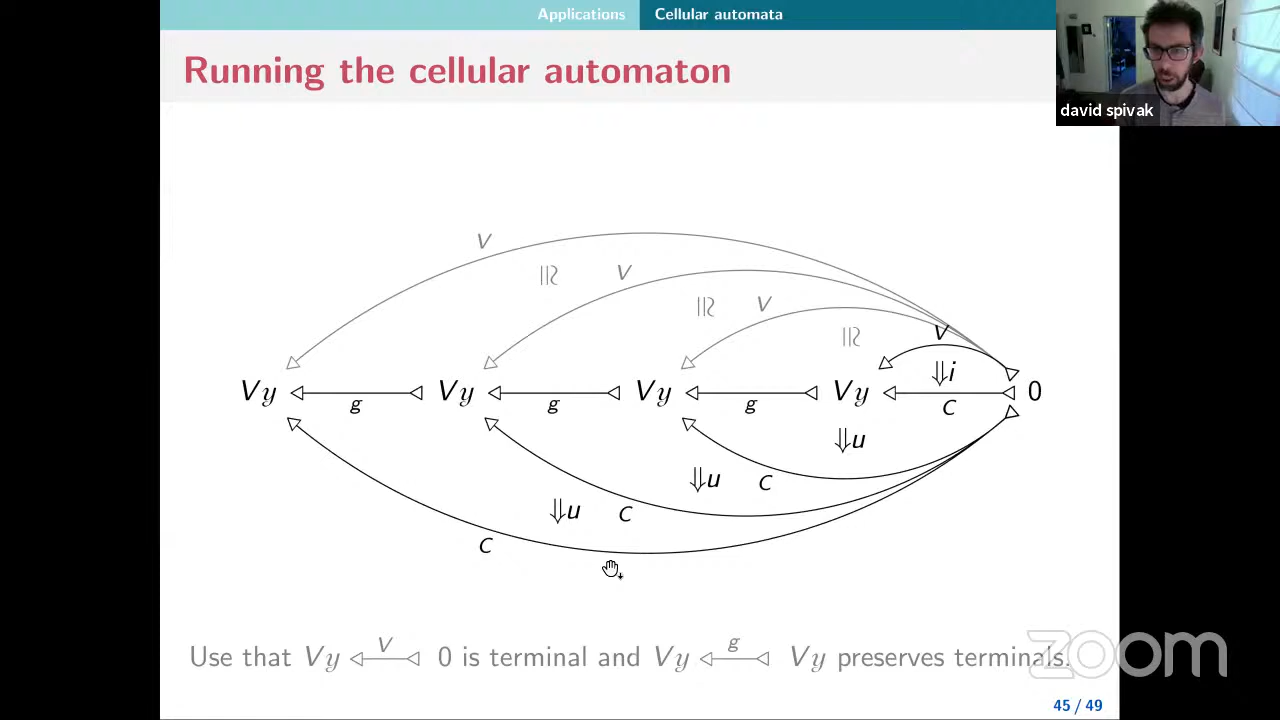 Applications Cellular automata
Running the cellular automaton
david spivak
V
≅ V
≅ V
≅ V
⇓i
Vy g Vy g Vy g Vy C 0
⇓u
⇓u C
⇓u C
C
Use that Vy V 0 is terminal and Vy g Vy preserves terminals.
zoom
45 / 49